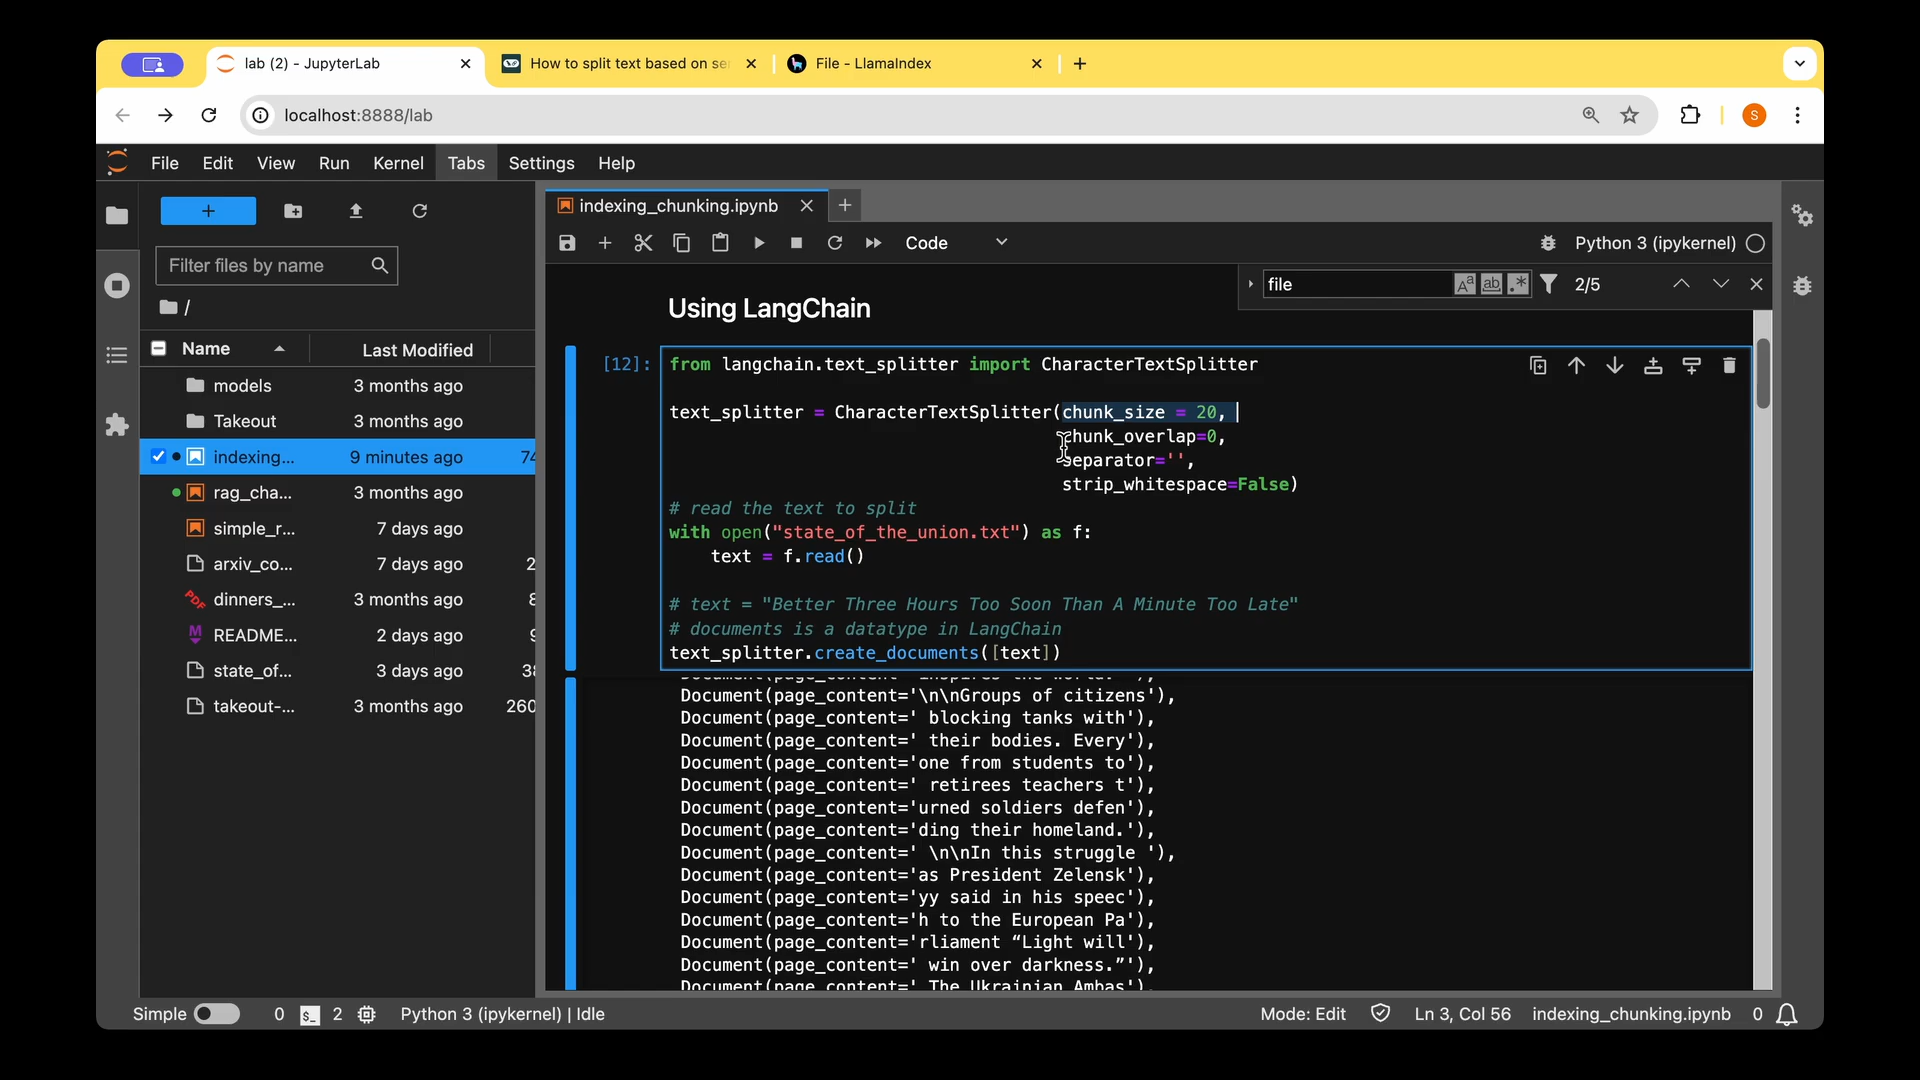 lab (2) - JupyterLab
How to split text based on se
File - LlamaIndex
localhost:8888/lab
S
File Edit View Run Kernel Tabs Settings Help
+
Filter files by name
/
Name Last Modified
models 3 months ago
Takeout 3 months ago
indexing... 9 minutes ago 74
rag_cha... 3 months ago
simple_r... 7 days ago
arxiv_co... 7 days ago 2
dinners_... 3 months ago
README... 2 days ago
state_of... 3 days ago
takeout-... 3 months ago 260
indexing_chunking.ipynb
Code
Python 3 (ipykernel)
file
2/5
Using LangChain
[12]:
from langchain.text_splitter import CharacterTextSplitter
text_splitter = CharacterTextSplitter(chunk_size = 20,
chunk_overlap=0,
separator='',
strip_whitespace=False)
# read the text to split
with open("state_of_the_union.txt") as f:
text = f.read()
# text = "Better Three Hours Too Soon Than A Minute Too Late"
# documents is a datatype in LangChain
text_splitter.create_documents([text])
Document(page_content='\n\nGroups of citizens'),
Document(page_content=' blocking tanks with'),
Document(page_content=' their bodies. Every'),
Document(page_content='one from students to'),
Document(page_content=' retirees teachers t'),
Document(page_content='urned soldiers defen'),
Document(page_content='ding their homeland.'),
Document(page_content=' \n\nIn this struggle '),
Document(page_content='as President Zelensk'),
Document(page_content='yy said in his speec'),
Document(page_content='h to the European Pa'),
Document(page_content='rliament “Light will'),
Document(page_content=' win over darkness.”'),
Document(page_content=' The Ukrainian Ambas'),
Simple 0 2 Python 3 (ipykernel) | Idle
Mode: Edit Ln 3, Col 56 indexing_chunking.ipynb 0